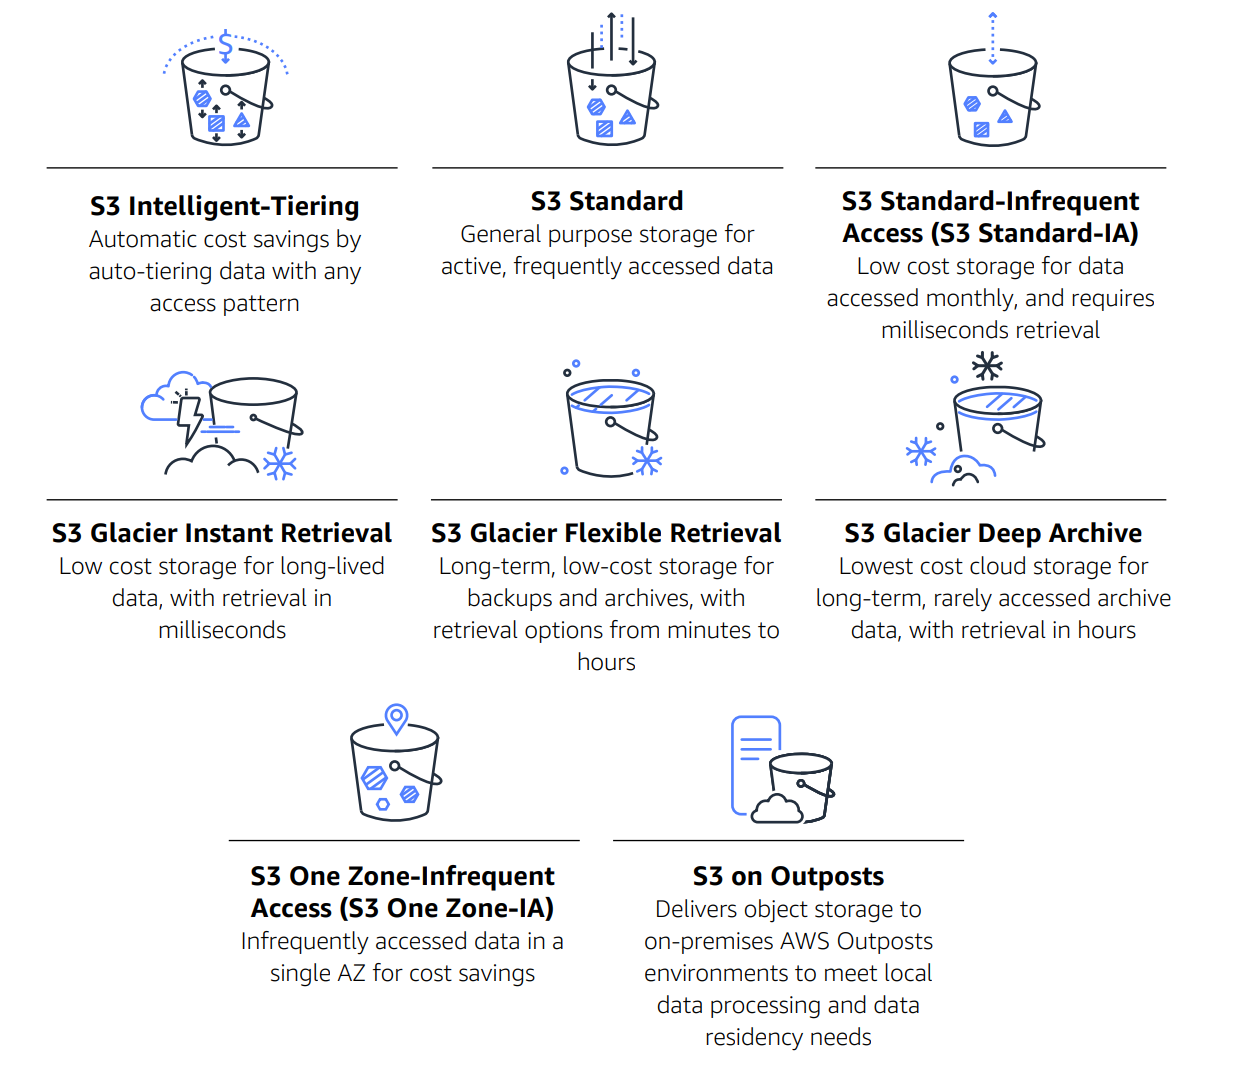 $
S3 Intelligent-Tiering
Automatic cost savings by
auto-tiering data with any
access pattern
S3 Standard
General purpose storage for
active, frequently accessed data
S3 Standard-Infrequent
Access (S3 Standard-IA)
Low cost storage for data
accessed monthly, and requires
milliseconds retrieval
S3 Glacier Instant Retrieval
Low cost storage for long-lived
data, with retrieval in
milliseconds
S3 Glacier Flexible Retrieval
Long-term, low-cost storage for
backups and archives, with
retrieval options from minutes to
hours
S3 Glacier Deep Archive
Lowest cost cloud storage for
long-term, rarely accessed archive
data, with retrieval in hours
S3 One Zone-Infrequent
Access (S3 One Zone-IA)
Infrequently accessed data in a
single AZ for cost savings
S3 on Outposts
Delivers object storage to
on-premises AWS Outposts
environments to meet local
data processing and data
residency needs